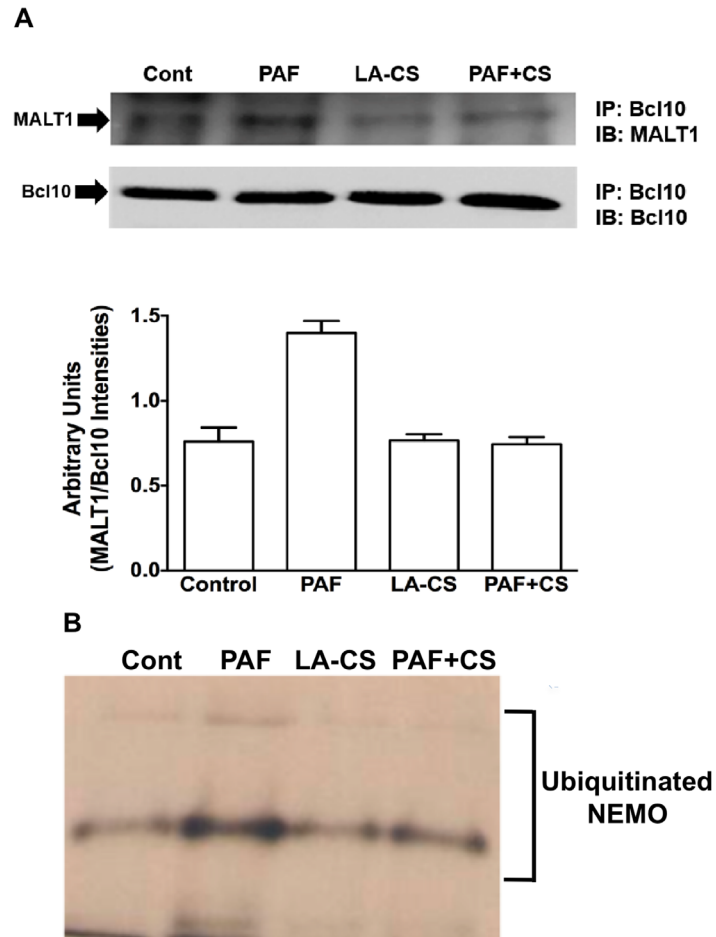 A
Cont PAF LA-CS PAF+CS
MALT1
IP: Bcl10
IB: MALT1
Bcl10
IP: Bcl10
IB: Bcl10
Arbitrary Units
(MALT1/Bcl10 Intensities)
1.5
1.0
0.5
0.0
Control PAF LA-CS PAF+CS
B
Cont PAF LA-CS PAF+CS
Ubiquitinated
NEMO